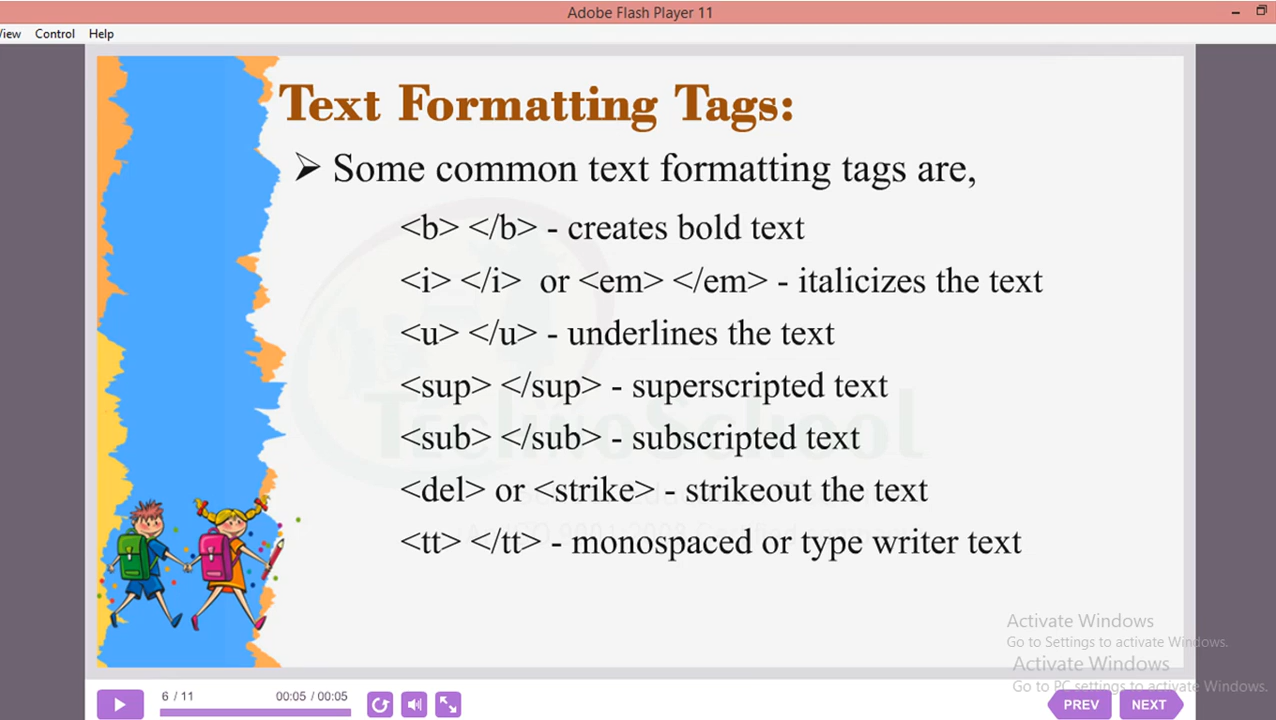 Adobe Flash Player 11
View Control Help
Text Formatting Tags:
➢ Some common text formatting tags are,
<b> </b> - creates bold text
<i> </i> or <em> </em> - italicizes the text
<u> </u> - underlines the text
<sup> </sup> - superscripted text
<sub> </sub> - subscripted text
<del> or <strike> - strikeout the text
<tt> </tt> - monospaced or type writer text
TechnoSchool
Activate Windows
Go to Settings to activate Windows.
Activate Windows
Go to PC settings to activate Windows.
6 / 11 00:05 / 00:05
PREV NEXT